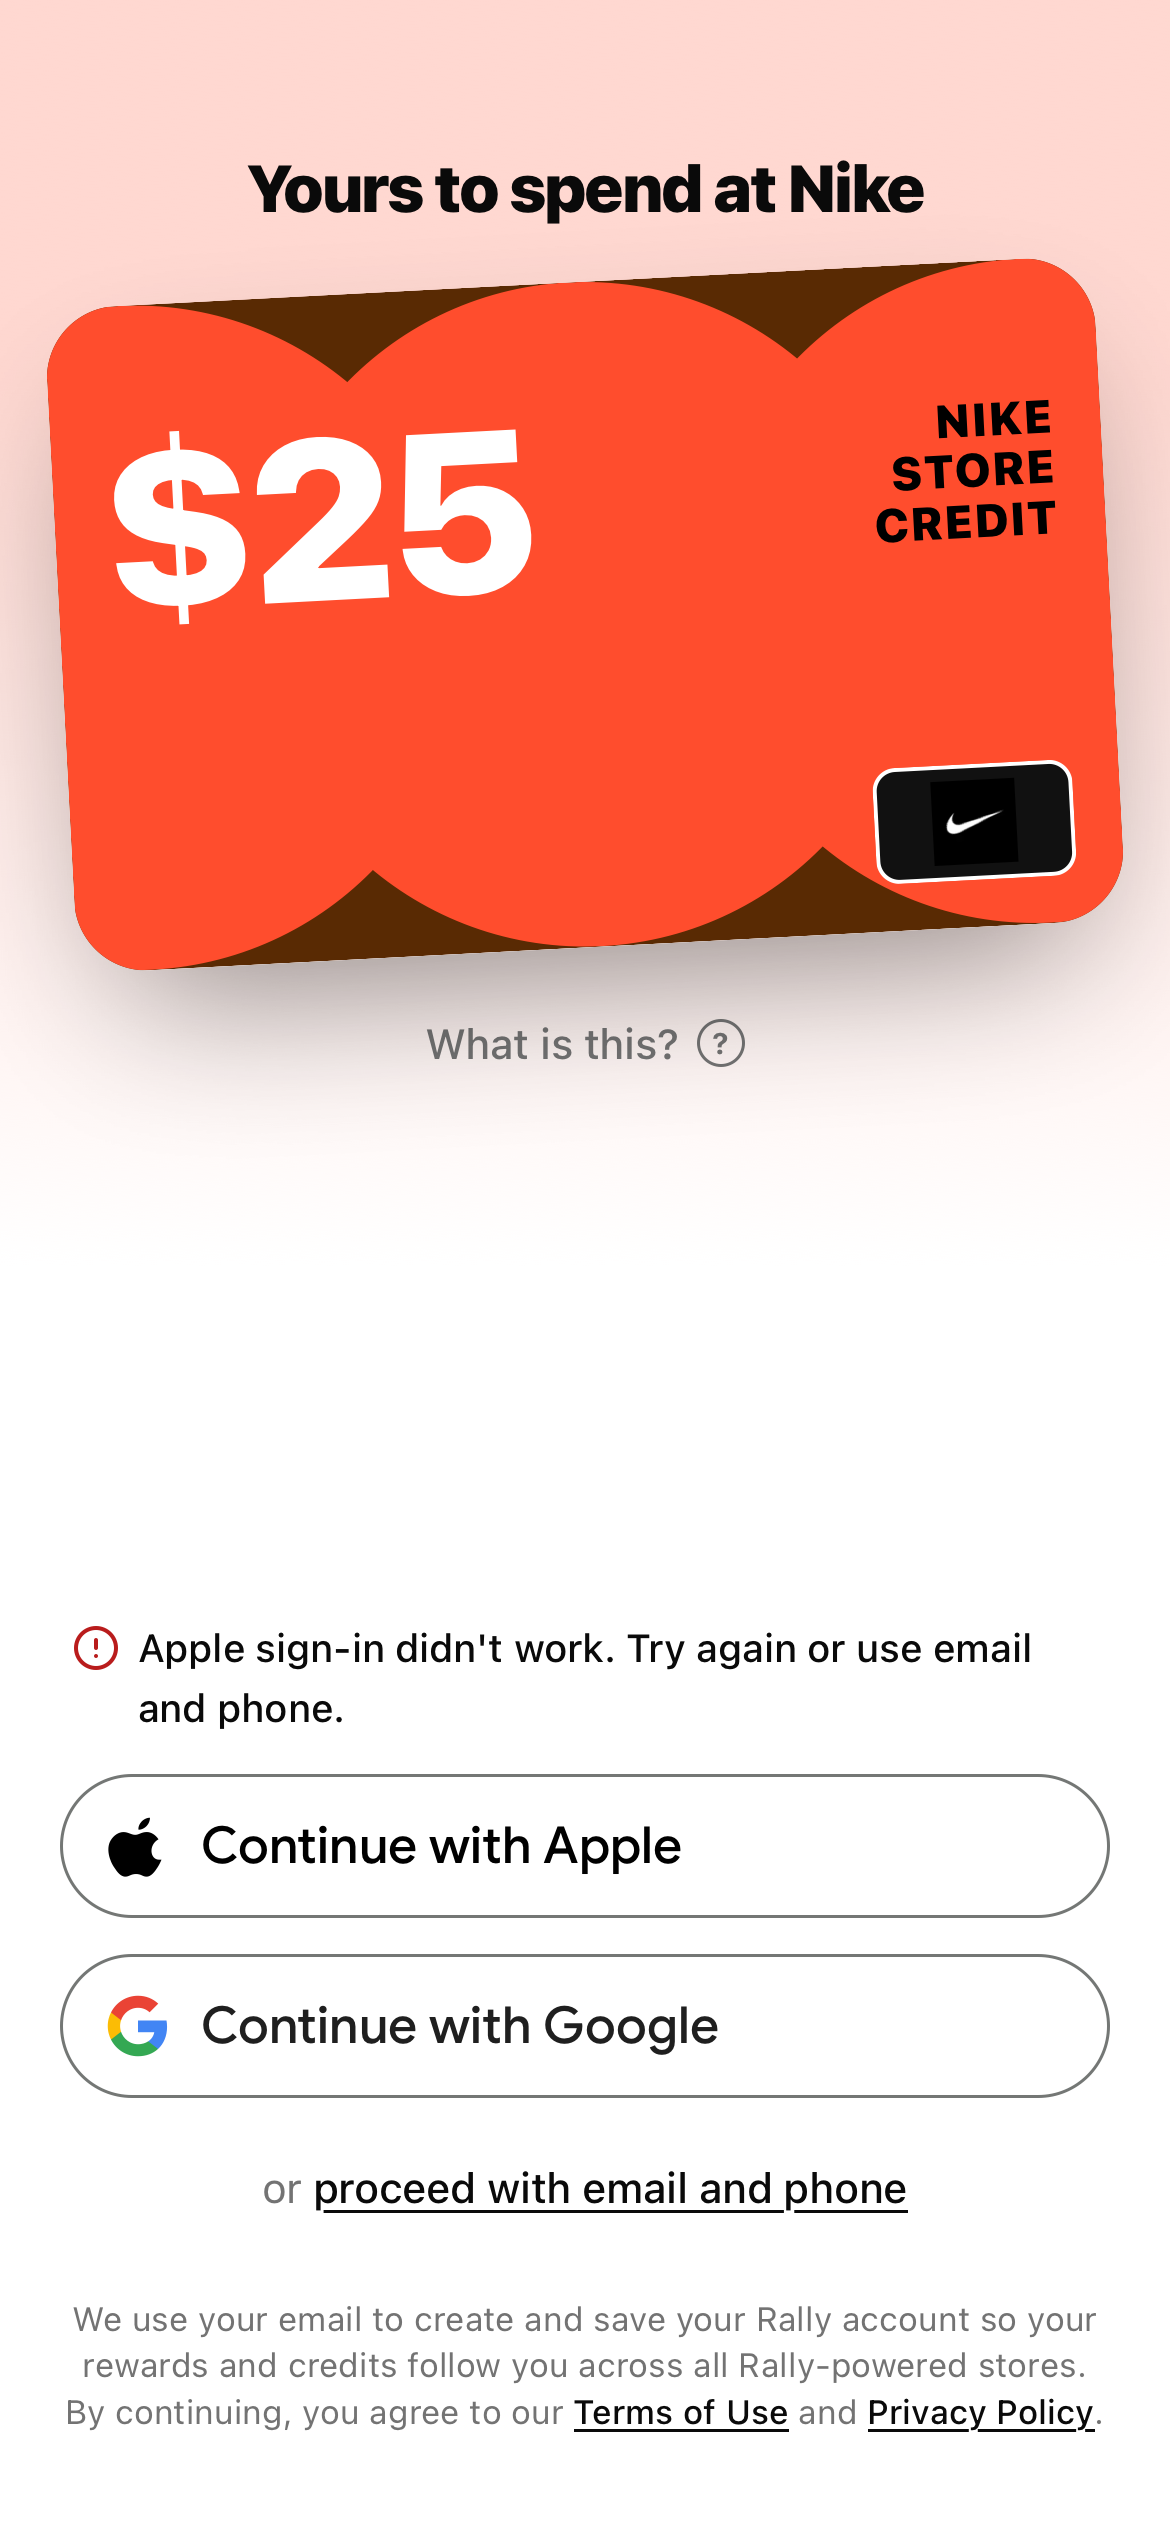 Yours to spend at Nike
$25
NIKE
STORE
CREDIT
What is this? ?
Apple sign-in didn't work. Try again or use email
and phone.
Continue with Apple
Continue with Google
or proceed with email and phone
We use your email to create and save your Rally account so your
rewards and credits follow you across all Rally-powered stores.
By continuing, you agree to our Terms of Use and Privacy Policy.